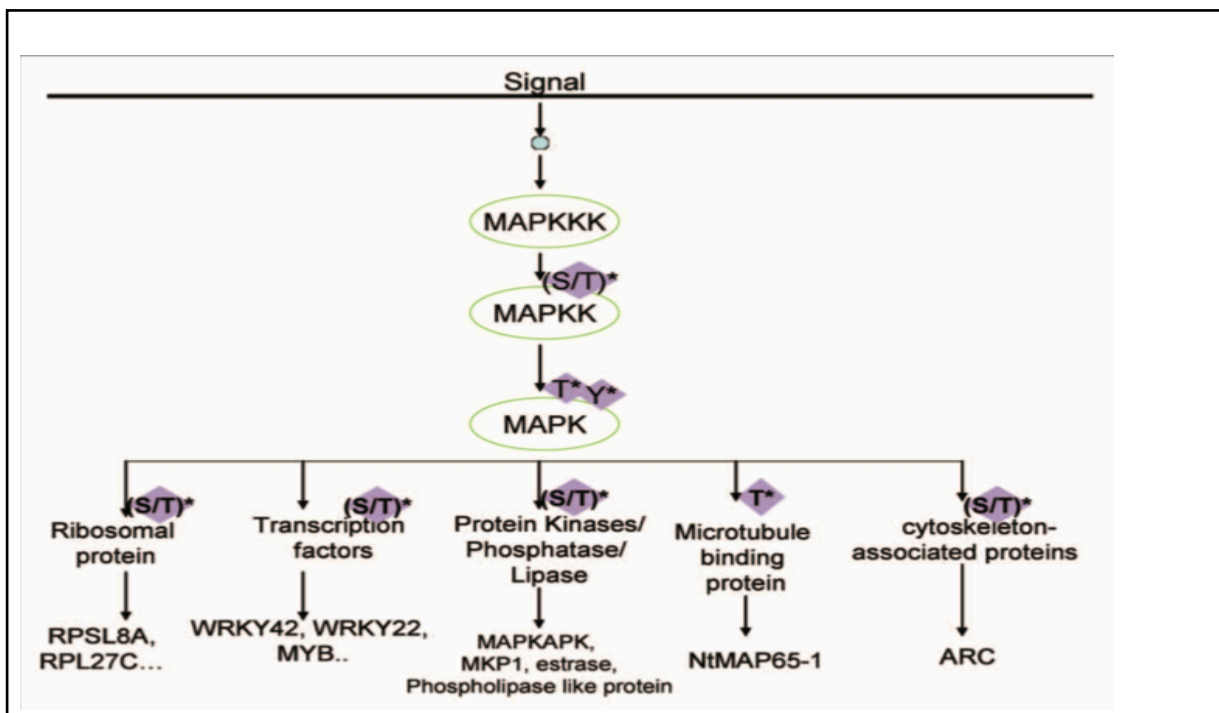 Signal
MAPKKK
(S/T)*
MAPKK
T* Y*
MAPK
(S/T)*
Ribosomal
protein
RPSL8A,
RPL27C...
(S/T)*
Transcription
factors
WRKY42, WRKY22,
MYB..
(S/T)*
Protein Kinases/
Phosphatase/
Lipase
MAPKAPK,
MKP1, estrase,
Phospholipase like protein
T*
Microtubule
binding
protein
NtMAP65-1
(S/T)*
cytoskeleton-
associated proteins
ARC